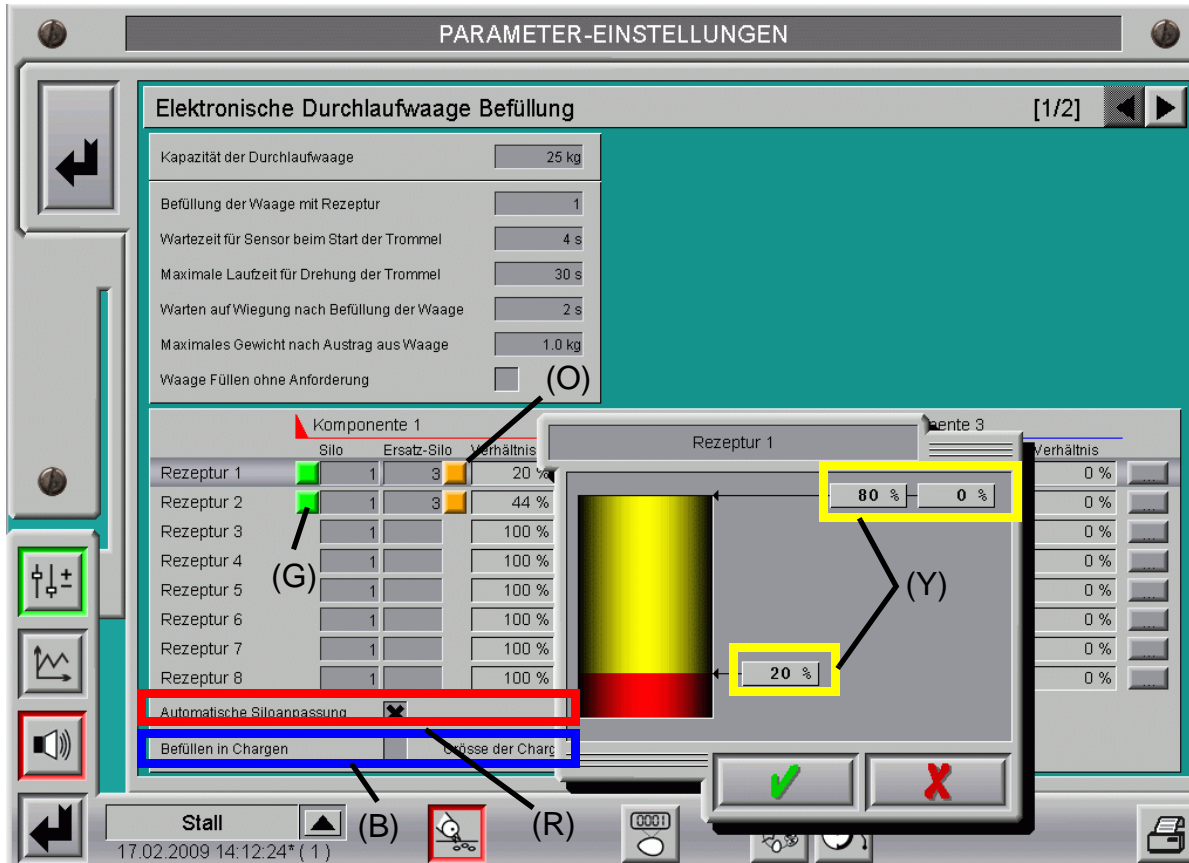 PARAMETER-EINSTELLUNGEN
Elektronische Durchlaufwaage Befüllung [1/2]
Kapazität der Durchlaufwaage 25 kg
Befüllung der Waage mit Rezeptur 1
Wartezeit für Sensor beim Start der Trommel 4 s
Maximale Laufzeit für Drehung der Trommel 30 s
Warten auf Wiegung nach Befüllung der Waage 2 s
Maximales Gewicht nach Austrag aus Waage 1.0 kg
Waage Füllen ohne Anforderung
(O)
Komponente 1
Silo Ersatz-Silo Verhältnis Verhältnis
Rezeptur 1 1 3 20 % 0 % ...
Rezeptur 2 1 3 44 % 0 % ...
Rezeptur 3 1 100 % 0 % ...
Rezeptur 4 1 100 % 0 % ...
Rezeptur 5 1 100 % 0 % ...
Rezeptur 6 1 100 % 0 % ...
Rezeptur 7 1 100 % 0 % ...
Rezeptur 8 1 100 % 0 % ...
(G)
Automatische Siloanpassung
Befüllen in Chargen Grösse der Charg
Rezeptur 1
80 % 0 %
(Y)
20 %
(B)
(R)
Stall
17.02.2009 14:12:24* ( 1 )
0001